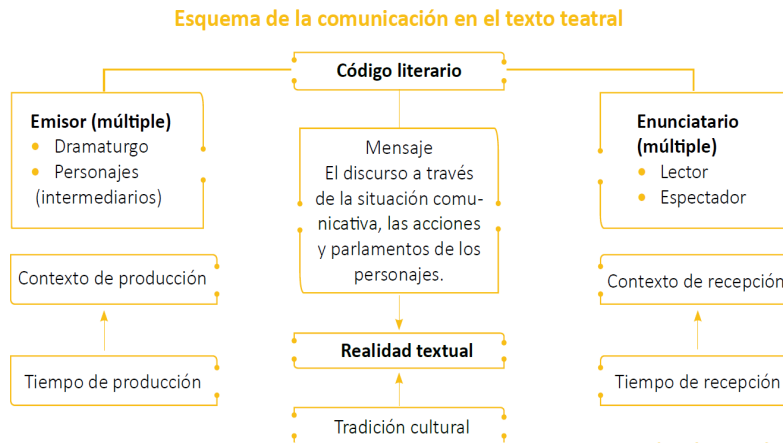 Esquema de la comunicación en el texto teatral
Código literario
Emisor (múltiple)
Dramaturgo
Personajes
(intermediarios)
Mensaje
El discurso a través
de la situación comu-
nicativa, las acciones
y parlamentos de los
personajes.
Enunciatario
(múltiple)
Lector
Espectador
Contexto de producción
Contexto de recepción
Realidad textual
Tiempo de producción
Tiempo de recepción
Tradición cultural